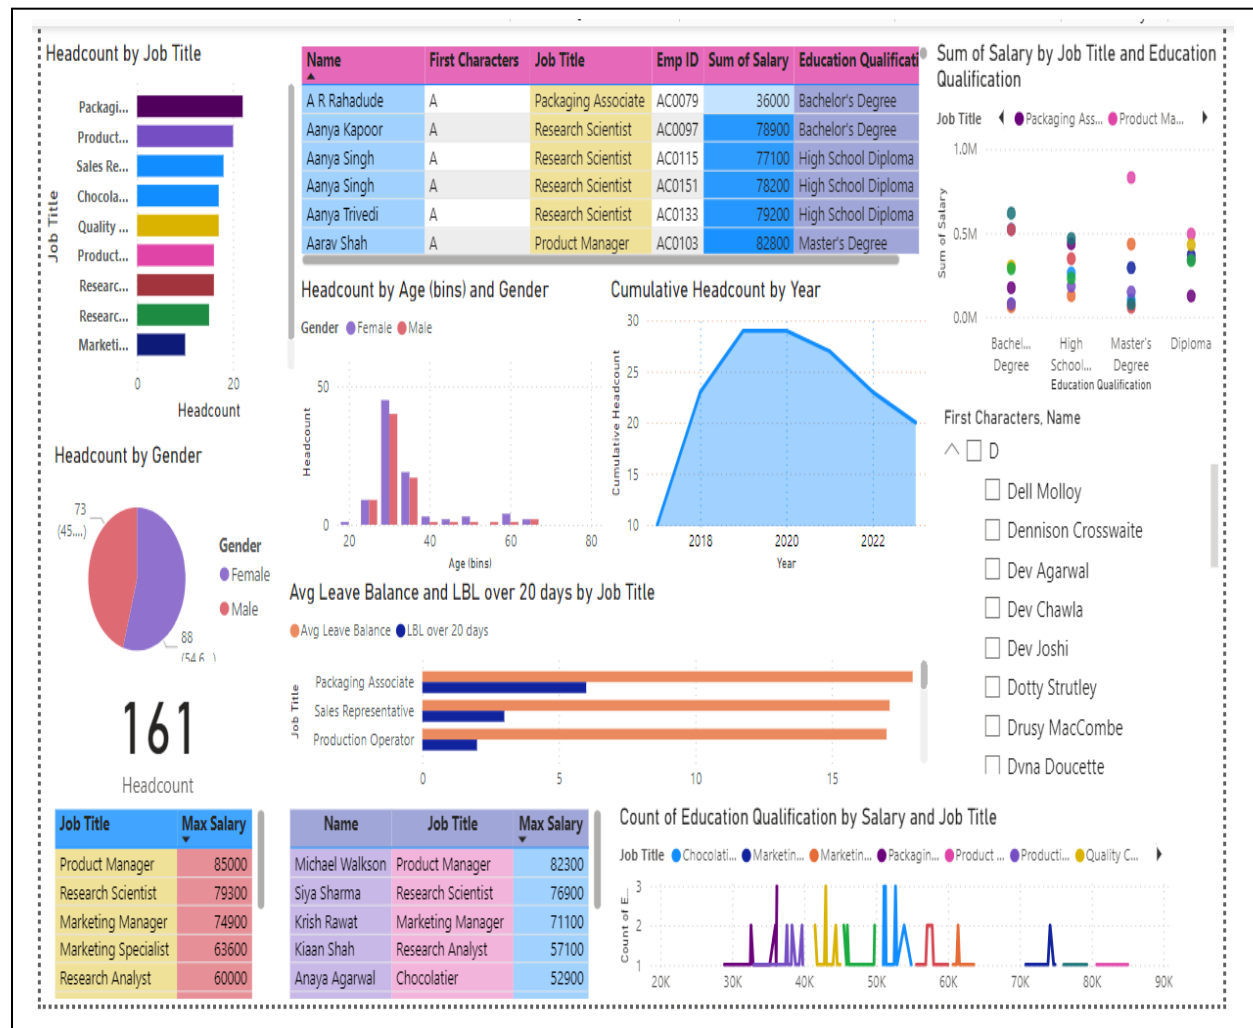 Headcount by Job Title
Job Title
Packagi...
Product...
Sales Re...
Chocola...
Quality ...
Product...
Researc...
Researc...
Marketi...
0 20
Headcount
Name First Characters Job Title Emp ID Sum of Salary Education Qualificati
A R Rahadude A Packaging Associate AC0079 36000 Bachelor's Degree
Aanya Kapoor A Research Scientist AC0097 78900 Bachelor's Degree
Aanya Singh A Research Scientist AC0115 77100 High School Diploma
Aanya Singh A Research Scientist AC0151 78200 High School Diploma
Aanya Trivedi A Research Scientist AC0133 79200 High School Diploma
Aarav Shah A Product Manager AC0103 82800 Master's Degree
Sum of Salary by Job Title and Education
Qualification
Job Title Packaging Ass... Product Ma...
Sum of Salary
1.0M
0.5M
0.0M
Bachel... High Master's Diploma
Degree School... Degree
Education Qualification
Headcount by Age (bins) and Gender
Gender Female Male
Headcount
50
0
20 40 60 80
Age (bins)
Cumulative Headcount by Year
Cumulative Headcount
30
25
20
15
10
2018 2020 2022
Year
Headcount by Gender
73
(45....)
Gender
Female
Male
88
(54.6...)
First Characters, Name
D
Dell Molloy
Dennison Crosswaite
Dev Agarwal
Dev Chawla
Dev Joshi
Dotty Strutley
Drusy MacCombe
Dyna Doucette
Avg Leave Balance and LBL over 20 days by Job Title
Avg Leave Balance LBL over 20 days
Job Title
Packaging Associate
Sales Representative
Production Operator
0 5 10 15
161
Headcount
Job Title Max Salary
Product Manager 85000
Research Scientist 79300
Marketing Manager 74900
Marketing Specialist 63600
Research Analyst 60000
Name Job Title Max Salary
Michael Walkson Product Manager 82300
Siya Sharma Research Scientist 76900
Krish Rawat Marketing Manager 71100
Kiaan Shah Research Analyst 57100
Anaya Agarwal Chocolatier 52900
Count of Education Qualification by Salary and Job Title
Job Title Chocolati... Marketin... Marketin... Packagin... Product ... Producti... Quality C...
Count of E...
3
2
1
20K 30K 40K 50K 60K 70K 80K 90K